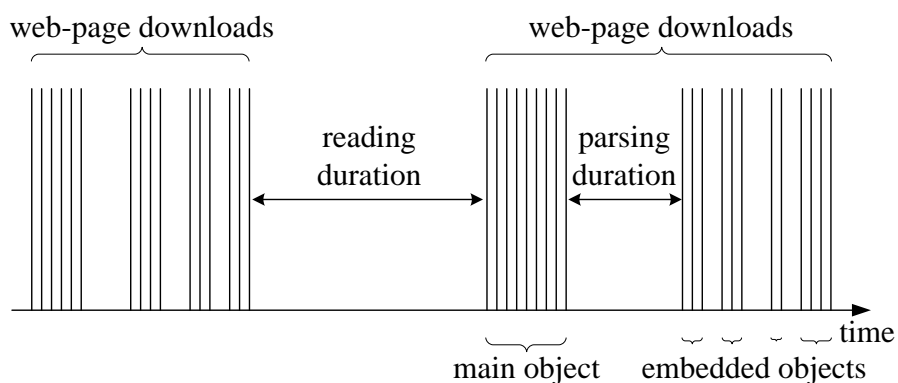 web-page downloads
web-page downloads
reading
duration
parsing
duration
time
main object
embedded objects